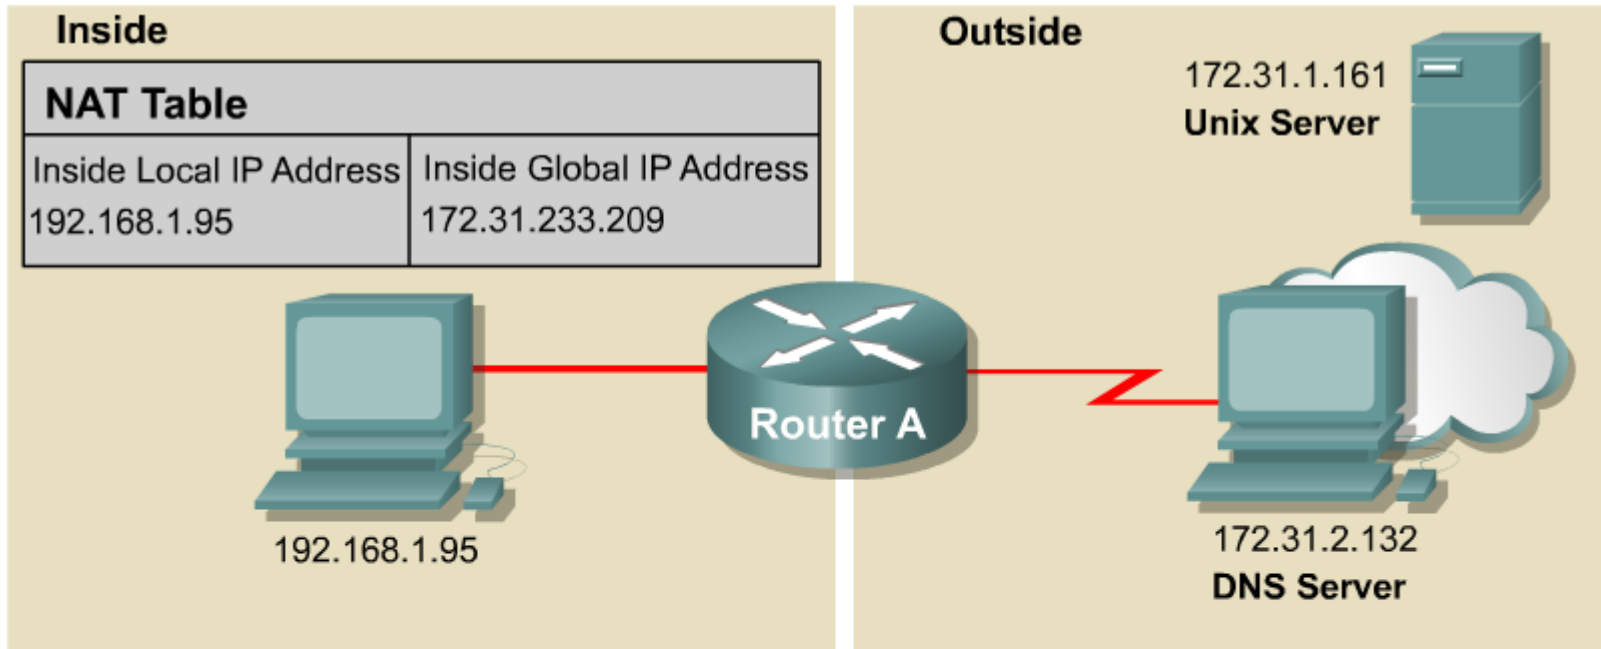 Inside
NAT Table
Inside Local IP Address
192.168.1.95
Inside Global IP Address
172.31.233.209
192.168.1.95
Router A
Outside
172.31.1.161
Unix Server
172.31.2.132
DNS Server